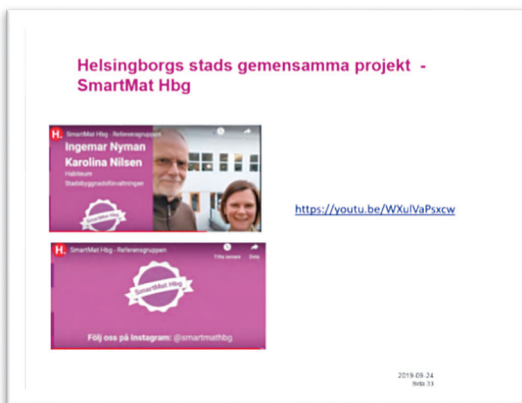 Helsingborgs stads gemensamma projekt -
SmartMat Hbg
H. SmartMat Hbg - Referensgruppen
Ingemar Nyman
Karolina Nilsen
Habiteum
Stadsbyggnadsförvaltningen
SmartMat Hbg
https://youtu.be/WXulVaPsxcw
H. SmartMat Hbg - Referensgruppen
Titta senare Dela
SmartMat Hbg
Följ oss på Instagram: @smartmathbg
2019-09-24
Sida 33